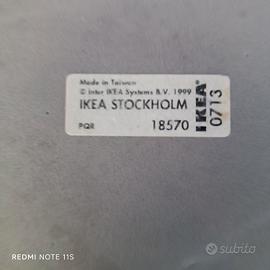 Made in Taiwan
© Inter IKEA Systems B.V. 1999
IKEA STOCKHOLM
PQR 18570
IKEA
0713
REDMI NOTE 11S
subito